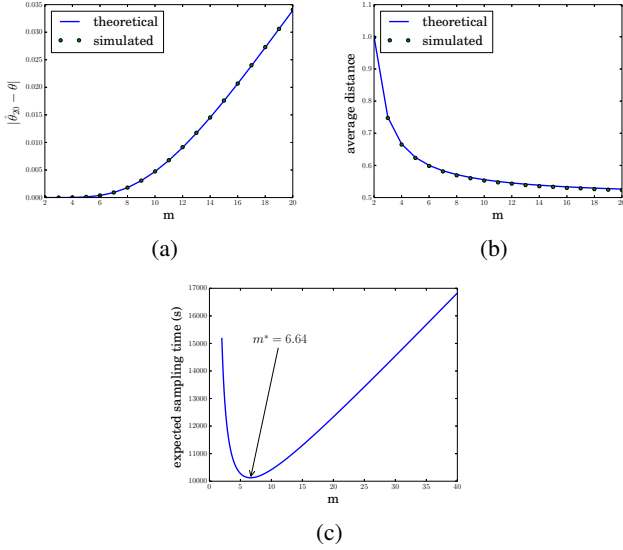 0.035
0.030
0.025
0.020
0.015
0.010
0.005
0.000
|θ̂₂₀ − θ|
theoretical
simulated
2 4 6 8 10 12 14 16 18 20
m
(a)
1.1
1.0
0.9
0.8
0.7
0.6
0.5
average distance
theoretical
simulated
2 4 6 8 10 12 14 16 18 20
m
(b)
17000
16000
15000
14000
13000
12000
11000
10000
expected sampling time (s)
m* = 6.64
0 5 10 15 20 25 30 35 40
m
(c)